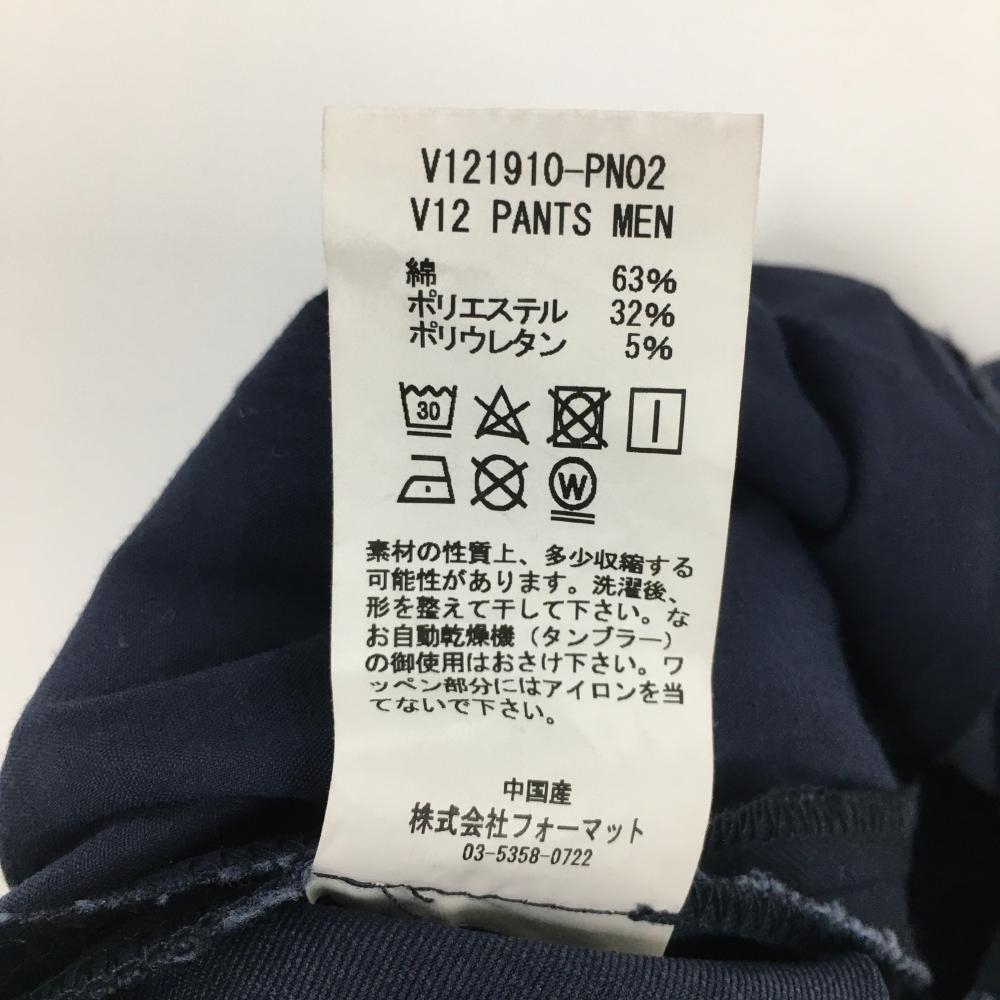 V121910-PN02
V12 PANTS MEN
綿 63%
ポリエステル 32%
ポリウレタン 5%
30
W
素材の性質上、多少収縮する
可能性があります。洗濯後、
形を整えて干して下さい。な
お自動乾燥機（タンブラー）
の御使用はおさけ下さい。ワ
ッペン部分にはアイロンを当
てないで下さい。
中国産
株式会社フォーマット
03-5358-0722